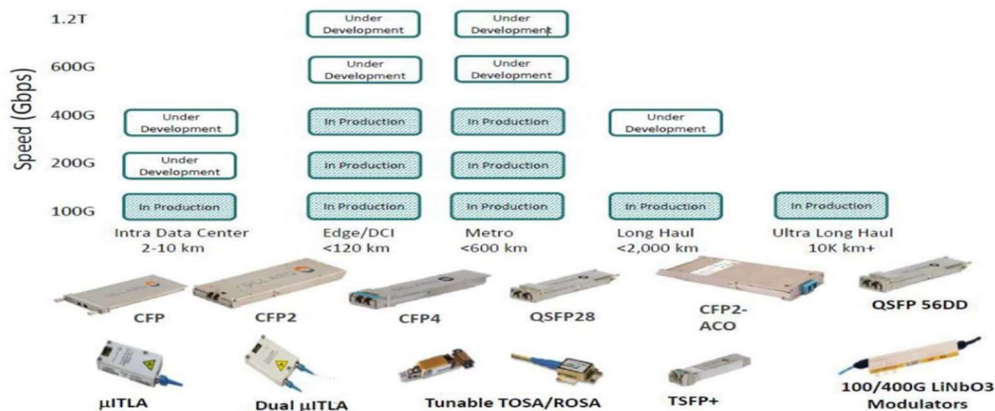 1.2T
Under
Development
Under
Development
600G
Under
Development
Under
Development
400G
Under
Development
In Production
In Production
Under
Development
200G
Under
Development
In Production
In Production
100G
In Production
In Production
In Production
In Production
In Production
Speed (Gbps)
Intra Data Center
2-10 km
Edge/DCI
<120 km
Metro
<600 km
Long Haul
<2,000 km
Ultra Long Haul
10K km+
CFP
CFP2
CFP4
QSFP28
CFP2-
ACO
QSFP 56DD
μITLA
Dual μITLA
Tunable TOSA/ROSA
TSFP+
100/400G LiNbO3
Modulators